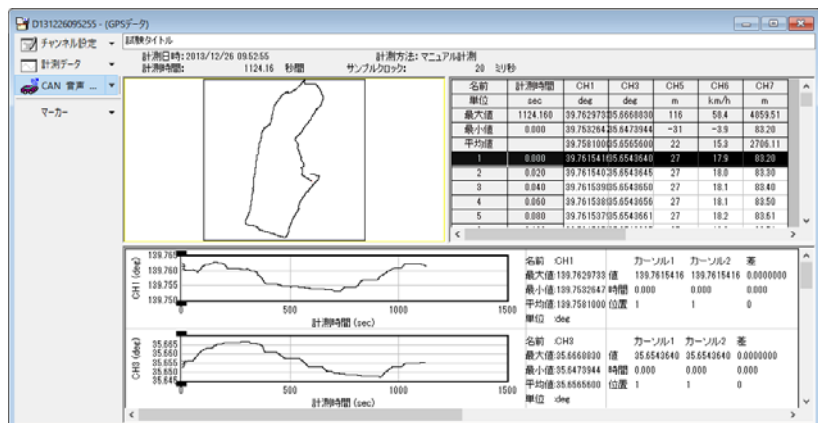 D131226095255 - (GPSデータ)
チャンネル設定
計測データ
CAN 音声 ...
マーカー
試験タイトル
計測日時: 2013/12/26 09:52:55 計測方法: マニュアル計測
計測時間: 1124.16 秒間 サンプルクロック: 20 ミリ秒
名前 計測時間 CH1 CH3 CH5 CH6 CH7
単位 sec deg deg m km/h m
最大値 1124.160 39.7629733 35.6668830 116 58.4 4859.51
最小値 0.000 39.7532647 35.6473944 -31 -3.9 83.20
平均値 39.7581000 35.6565600 22 15.3 2706.11
1 0.000 39.7615416 35.6543640 27 17.9 83.20
2 0.020 39.7615402 35.6543645 27 18.0 83.30
3 0.040 39.7615390 35.6543650 27 18.1 83.40
4 0.060 39.7615380 35.6543656 27 18.1 83.50
5 0.080 39.7615375 35.6543661 27 18.2 83.61
CH1 (deg)
139.765
139.760
139.755
139.750
0 500 1000 1500
計測時間 (sec)
名前 :CH1 カーソル1 カーソル2 差
最大値:139.7629733 値 139.7615416 139.7615416 0.0000000
最小値:139.7532647 時間 0.000 0.000 0.000
平均値:139.7581000 位置 1 1 0
単位 :deg
CH3 (deg)
35.665
35.660
35.655
35.650
35.645
0 500 1000 1500
計測時間 (sec)
名前 :CH3 カーソル1 カーソル2 差
最大値:35.6668830 値 35.6543640 35.6543640 0.0000000
最小値:35.6473944 時間 0.000 0.000 0.000
平均値:35.6565600 位置 1 1 0
単位 :deg